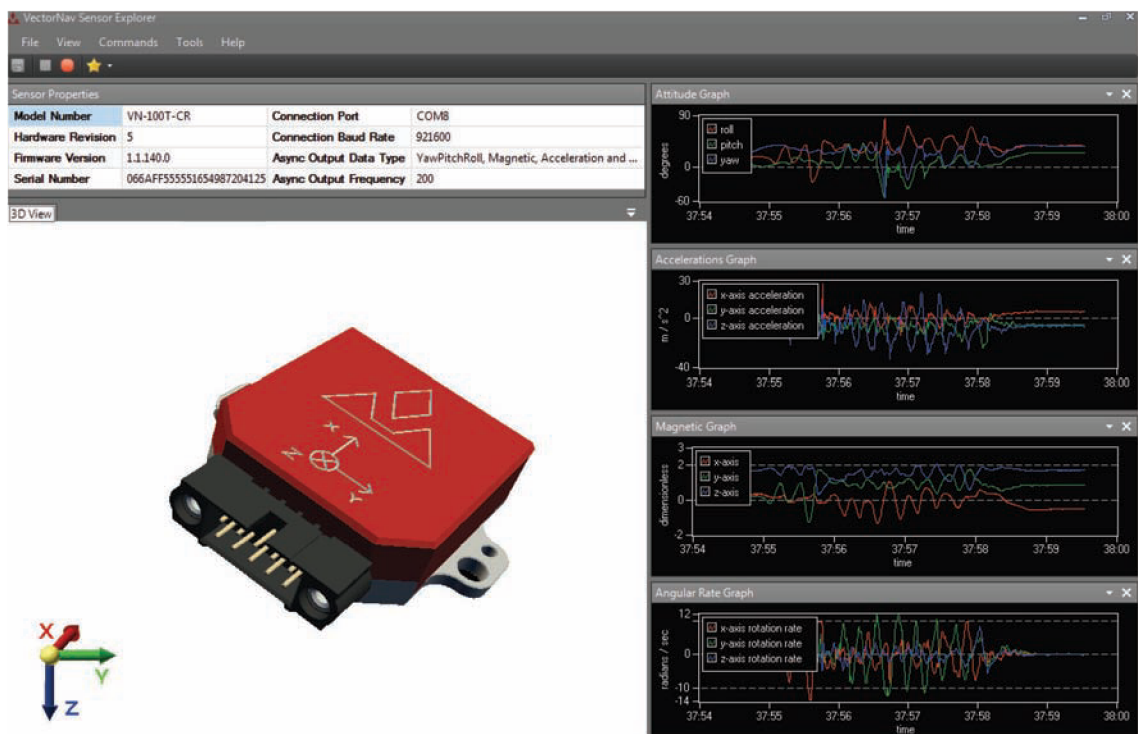 VectorNav Sensor Explorer
File View Commands Tools Help
Sensor Properties
Model Number VN-100T-CR Connection Port COM8
Hardware Revision 5 Connection Baud Rate 921600
Firmware Version 1.1.140.0 Async Output Data Type YawPitchRoll, Magnetic, Acceleration and ...
Serial Number 066AFF555551654987204125 Async Output Frequency 200
3D View
X
Y
Z
X
Y
Z
Attitude Graph
90
roll
pitch
yaw
degrees
0
-60
37:54 37:55 37:56 37:57 37:58 37:59 38:00
time
Accelerations Graph
30
x-axis acceleration
y-axis acceleration
z-axis acceleration
m / s^2
0
-40
37:54 37:55 37:56 37:57 37:58 37:59 38:00
time
Magnetic Graph
3
2
x-axis
y-axis
z-axis
dimensionless
0
-2
37:54 37:55 37:56 37:57 37:58 37:59 38:00
time
Angular Rate Graph
12
x-axis rotation rate
y-axis rotation rate
z-axis rotation rate
radians / sec
0
-10
-14
37:54 37:55 37:56 37:57 37:58 37:59 38:00
time